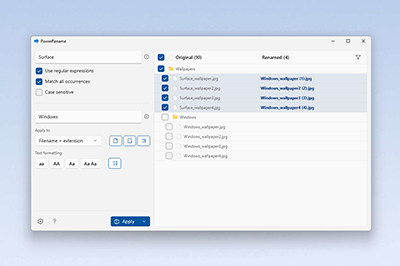 PowerRename
Surface
Use regular expressions
Match all occurrences
Case sensitive
Windows
Apply to
Filename + extension
Text formatting
aa
AA
Aa
Aa Aa
Apply
Original (10)
Renamed (4)
Wallpapers
Surface_wallpaper.jpg
Windows_wallpaper (1).jpg
Surface_wallpaper2.jpg
Windows_wallpaper2 (2).jpg
Surface_wallpaper3.jpg
Windows_wallpaper3 (3).jpg
Surface_wallpaper4.jpg
Windows_wallpaper4 (4).jpg
Windows
Windows_wallpaper.jpg
Windows_wallpaper2.jpg
Windows_wallpaper3.jpg
Windows_wallpaper4.jpg